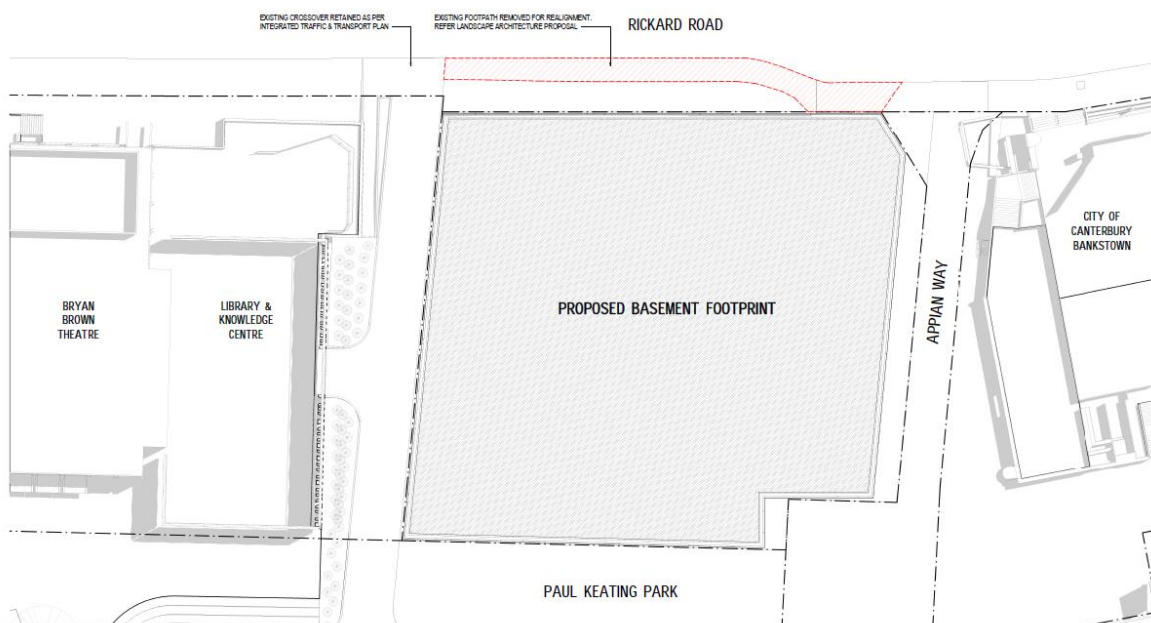 EXISTING CROSSOVER RETAINED AS PER
INTEGRATED TRAFFIC & TRANSPORT PLAN
EXISTING FOOTPATH REMOVED FOR REALIGNMENT.
REFER LANDSCAPE ARCHITECTURE PROPOSAL
RICKARD ROAD
BRYAN
BROWN
THEATRE
LIBRARY &
KNOWLEDGE
CENTRE
PROPOSED BASEMENT FOOTPRINT
APPIAN WAY
CITY OF
CANTERBURY
BANKSTOWN
PAUL KEATING PARK